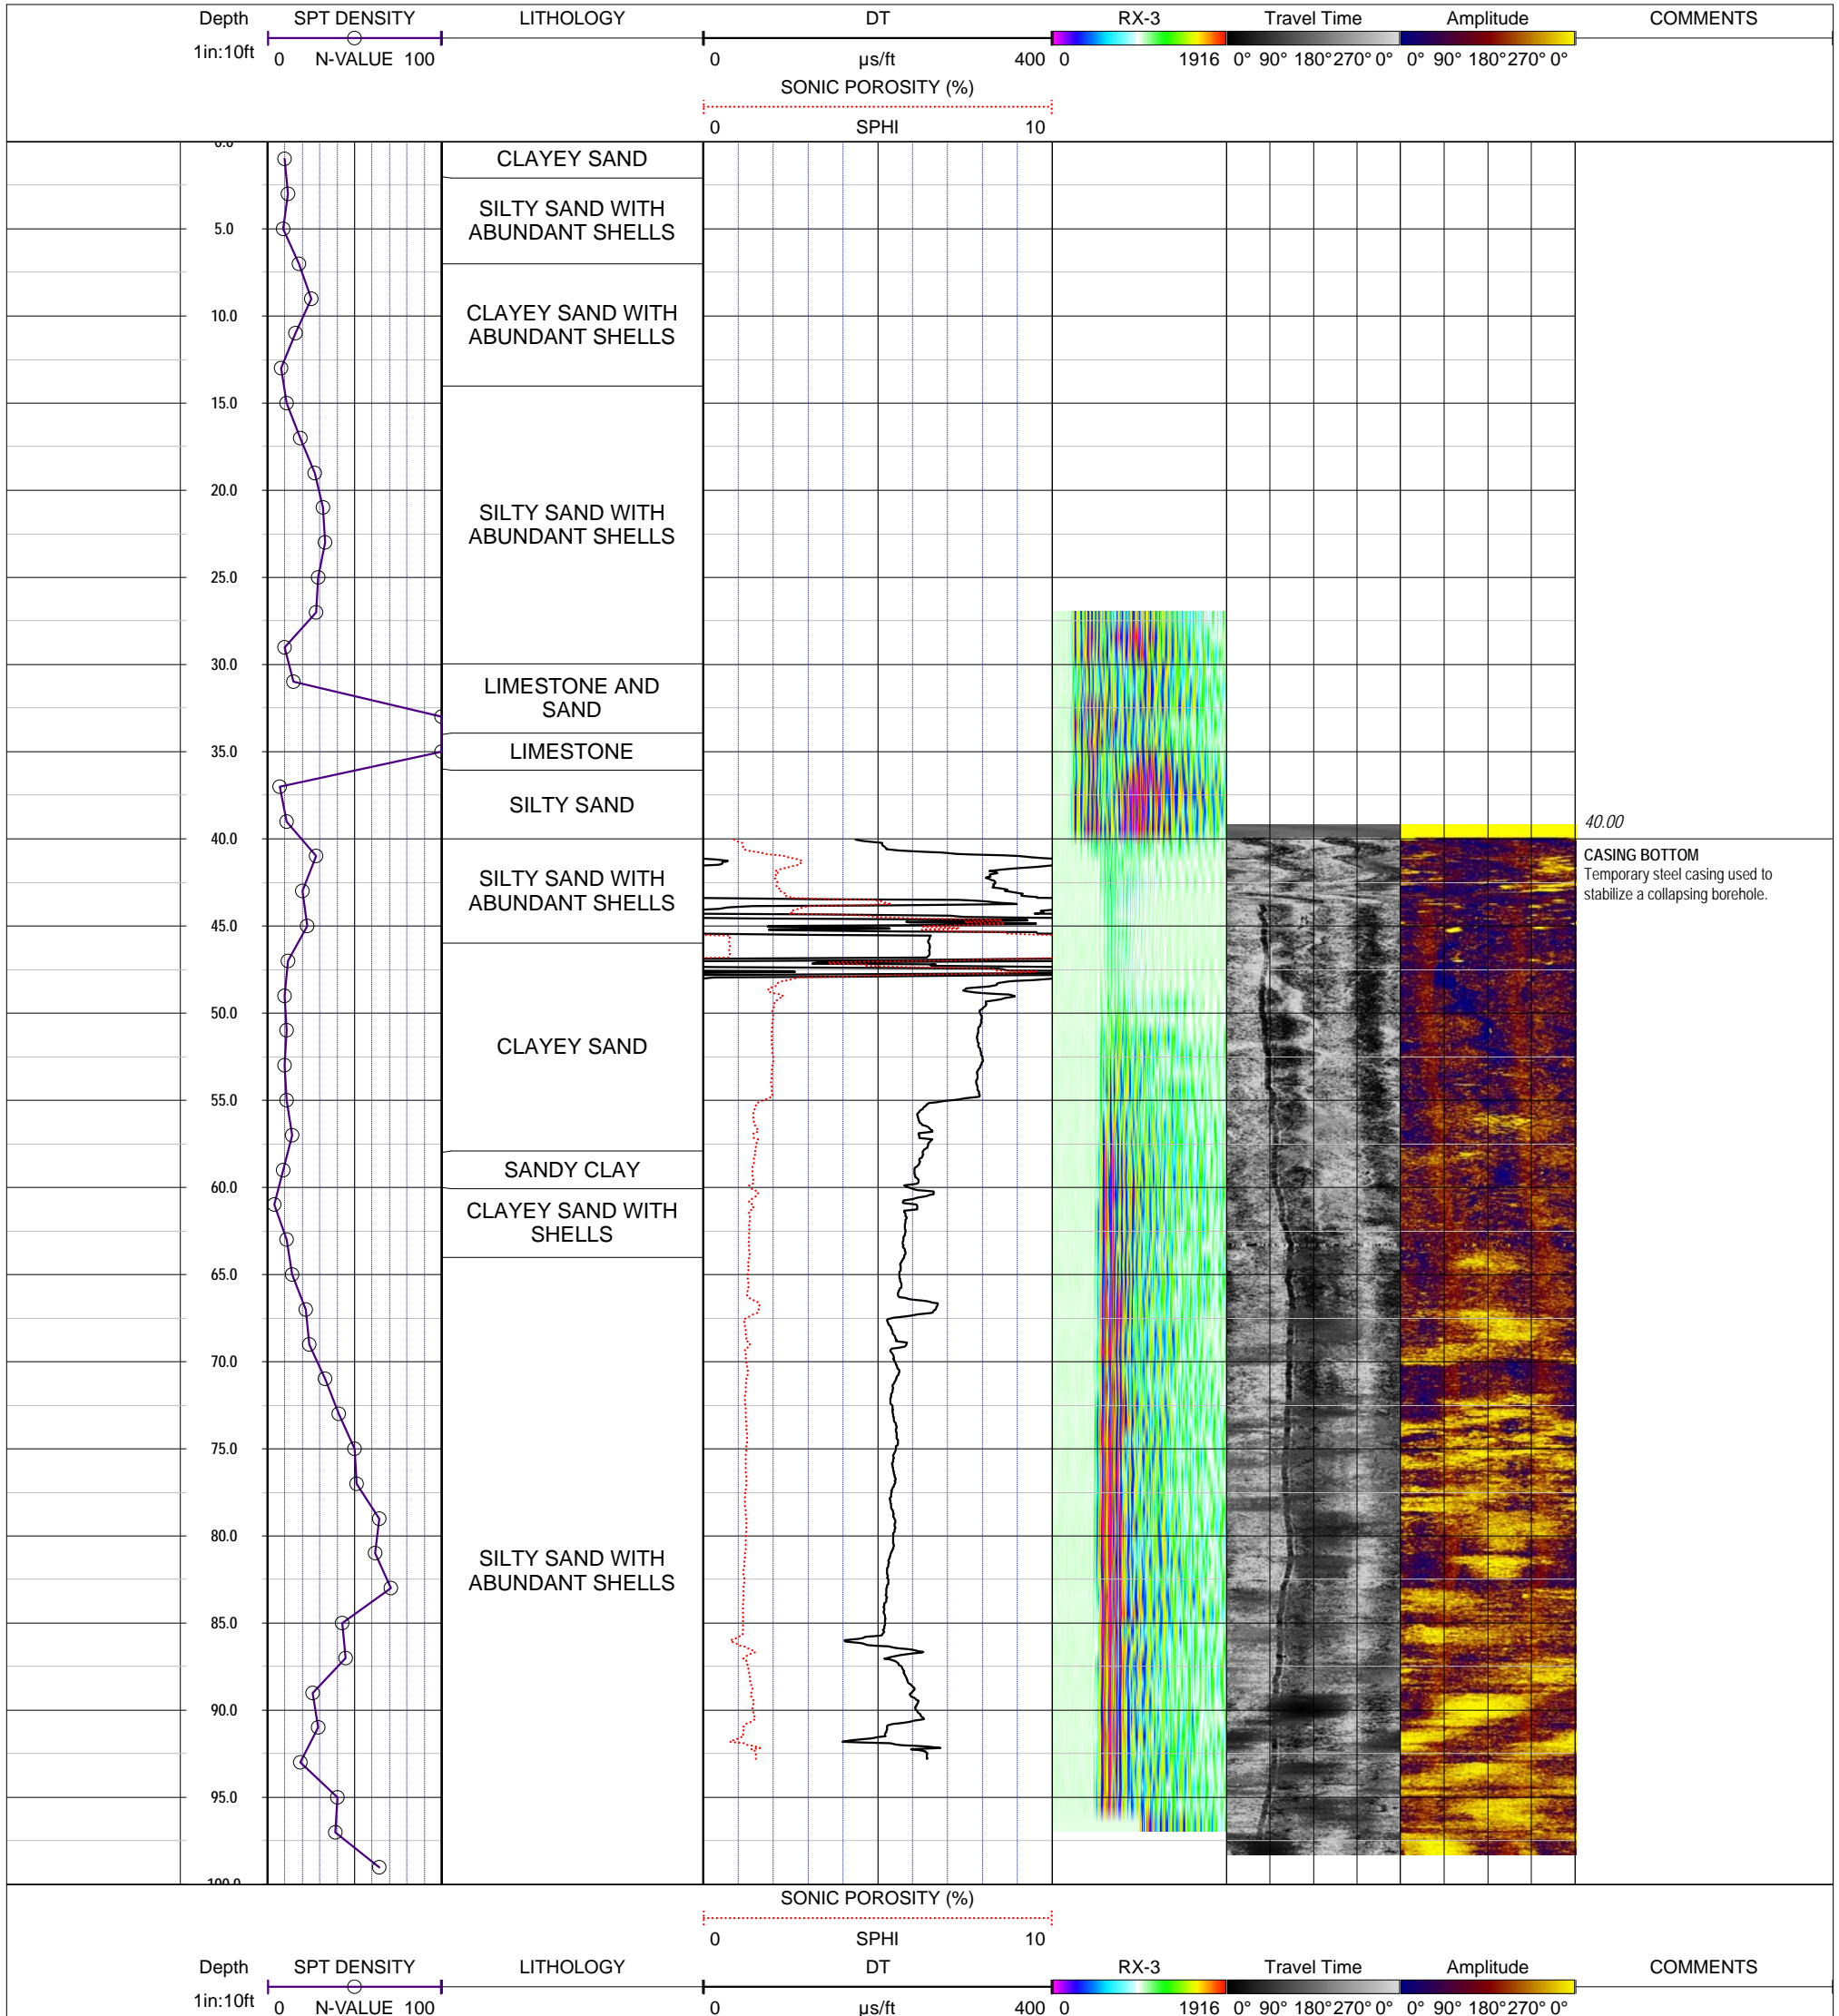 Depth SPT DENSITY LITHOLOGY DT RX-3 Travel Time Amplitude COMMENTS
1in:10ft 0 N-VALUE 100 0 µs/ft 400 0 1916 0° 90° 180°270° 0° 0° 90° 180°270° 0°
SONIC POROSITY (%)
0 SPHI 10
0.0
CLAYEY SAND
SILTY SAND WITH
ABUNDANT SHELLS
5.0
10.0
CLAYEY SAND WITH
ABUNDANT SHELLS
15.0
20.0
SILTY SAND WITH
ABUNDANT SHELLS
25.0
30.0
LIMESTONE AND
SAND
35.0
LIMESTONE
SILTY SAND
40.00
40.0
CASING BOTTOM
Temporary steel casing used to
stabilize a collapsing borehole.
SILTY SAND WITH
ABUNDANT SHELLS
45.0
50.0
CLAYEY SAND
55.0
SANDY CLAY
60.0
CLAYEY SAND WITH
SHELLS
65.0
70.0
75.0
80.0
SILTY SAND WITH
ABUNDANT SHELLS
85.0
90.0
95.0
100.0
SONIC POROSITY (%)
0 SPHI 10
Depth SPT DENSITY LITHOLOGY DT RX-3 Travel Time Amplitude COMMENTS
1in:10ft 0 N-VALUE 100 0 µs/ft 400 0 1916 0° 90° 180°270° 0° 0° 90° 180°270° 0°